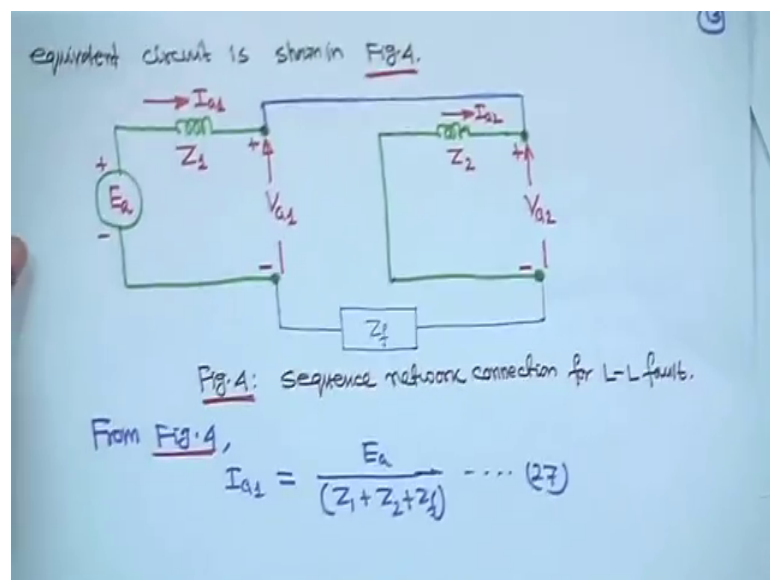 equivalent circuit is shown in Fig.4.
Ia1
Ia2
+
Z1
+
Z2
+
Ea
Va1
Va2
-
-
-
Zf
Fig.4: sequence network connection for L-L fault.
From Fig.4,
Ia1 = Ea / (Z1+Z2+Zf) .... (27)